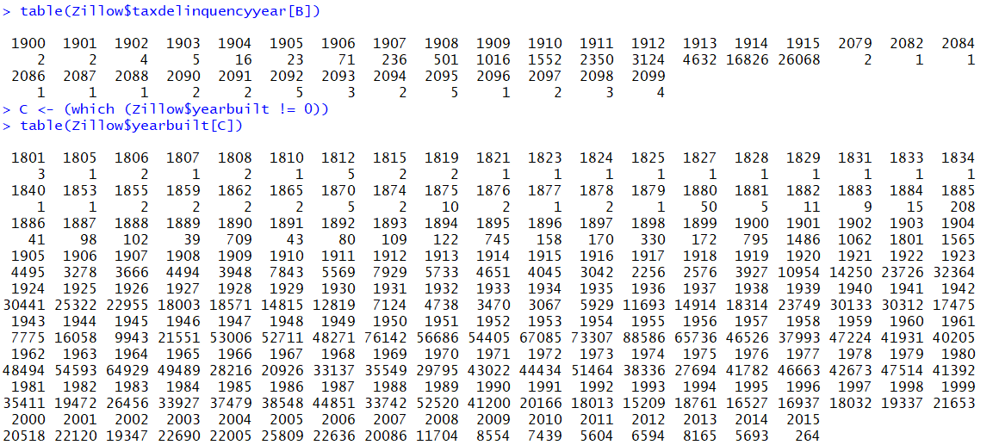 > table(Zillow$taxdelinquencyyear[B])
1900 1901 1902 1903 1904 1905 1906 1907 1908 1909 1910 1911 1912 1913 1914 1915 2079 2082 2084
2 2 4 5 16 23 71 236 501 1016 1552 2350 3124 4632 16826 26068 2 1 1
2086 2087 2088 2090 2091 2092 2093 2094 2095 2096 2097 2098 2099
1 1 1 2 2 5 3 2 5 1 2 3 4
> C <- (which (Zillow$yearbuilt != 0))
> table(Zillow$yearbuilt[C])
1801 1805 1806 1807 1808 1810 1812 1815 1819 1821 1823 1824 1825 1827 1828 1829 1831 1833 1834
3 1 2 1 2 1 5 2 2 1 1 1 1 1 1 1 1 1 1
1840 1853 1855 1859 1862 1865 1870 1874 1875 1876 1877 1878 1879 1880 1881 1882 1883 1884 1885
1 1 2 2 2 2 5 2 10 2 1 2 1 50 5 11 9 15 208
1886 1887 1888 1889 1890 1891 1892 1893 1894 1895 1896 1897 1898 1899 1900 1901 1902 1903 1904
41 98 102 39 709 43 80 109 122 745 158 170 330 172 795 1486 1062 1801 1565
1905 1906 1907 1908 1909 1910 1911 1912 1913 1914 1915 1916 1917 1918 1919 1920 1921 1922 1923
4495 3278 3666 4494 3948 7843 5569 7929 5733 4651 4045 3042 2256 2576 3927 10954 14250 23726 32364
1924 1925 1926 1927 1928 1929 1930 1931 1932 1933 1934 1935 1936 1937 1938 1939 1940 1941 1942
30441 25322 22955 18003 18571 14815 12819 7124 4738 3470 3067 5929 11693 14914 18314 23749 30133 30312 17475
1943 1944 1945 1946 1947 1948 1949 1950 1951 1952 1953 1954 1955 1956 1957 1958 1959 1960 1961
7775 16058 9943 21551 53006 52711 48271 76142 56686 54405 67085 73307 88586 65736 46526 37993 47224 41931 40205
1962 1963 1964 1965 1966 1967 1968 1969 1970 1971 1972 1973 1974 1975 1976 1977 1978 1979 1980
48494 54593 64929 49489 28216 20926 33137 35549 29795 43022 44434 51464 38336 27694 41782 46663 42673 47514 41392
1981 1982 1983 1984 1985 1986 1987 1988 1989 1990 1991 1992 1993 1994 1995 1996 1997 1998 1999
35411 19472 26456 33927 37479 38548 44851 33742 52520 41200 20166 18013 15209 18761 16527 16937 18032 19337 21653
2000 2001 2002 2003 2004 2005 2006 2007 2008 2009 2010 2011 2012 2013 2014 2015
20518 22120 19347 22690 22005 25809 22636 20086 11704 8554 7439 5604 6594 8165 5693 264